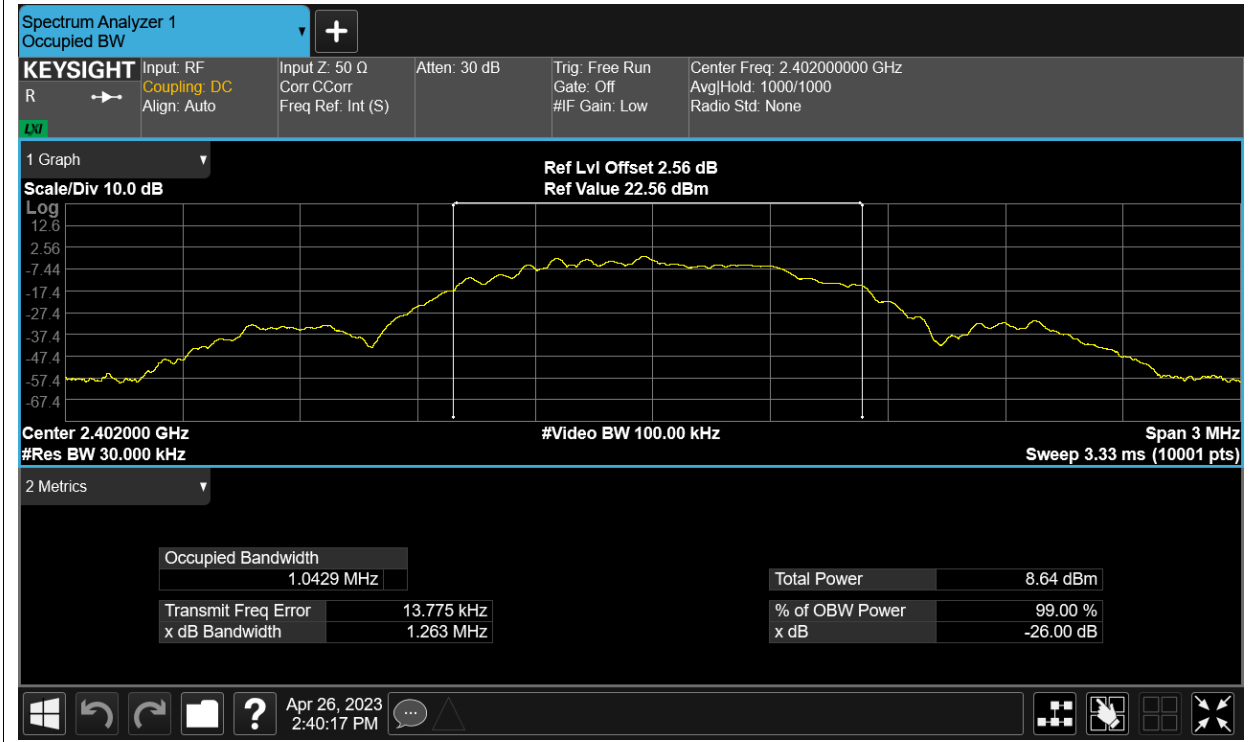 Spectrum Analyzer 1
Occupied BW
KEYSIGHT
R
LXI
Input: RF
Coupling: DC
Align: Auto
Input Z: 50 Ω
Corr CCorr
Freq Ref: Int (S)
Atten: 30 dB
Trig: Free Run
Gate: Off
#IF Gain: Low
Center Freq: 2.402000000 GHz
Avg|Hold: 1000/1000
Radio Std: None
1 Graph
Scale/Div 10.0 dB
Ref Lvl Offset 2.56 dB
Ref Value 22.56 dBm
Log
12.6
2.56
-7.44
-17.4
-27.4
-37.4
-47.4
-57.4
-67.4
Center 2.402000 GHz
#Video BW 100.00 kHz
Span 3 MHz
#Res BW 30.000 kHz
Sweep 3.33 ms (10001 pts)
2 Metrics
Occupied Bandwidth
1.0429 MHz
Total Power 8.64 dBm
Transmit Freq Error 13.775 kHz
% of OBW Power 99.00 %
x dB Bandwidth 1.263 MHz
x dB -26.00 dB
?
Apr 26, 2023
2:40:17 PM